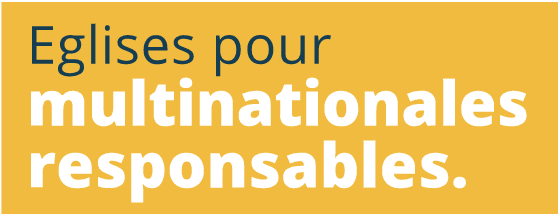 Eglises pour
multinationales
responsables.